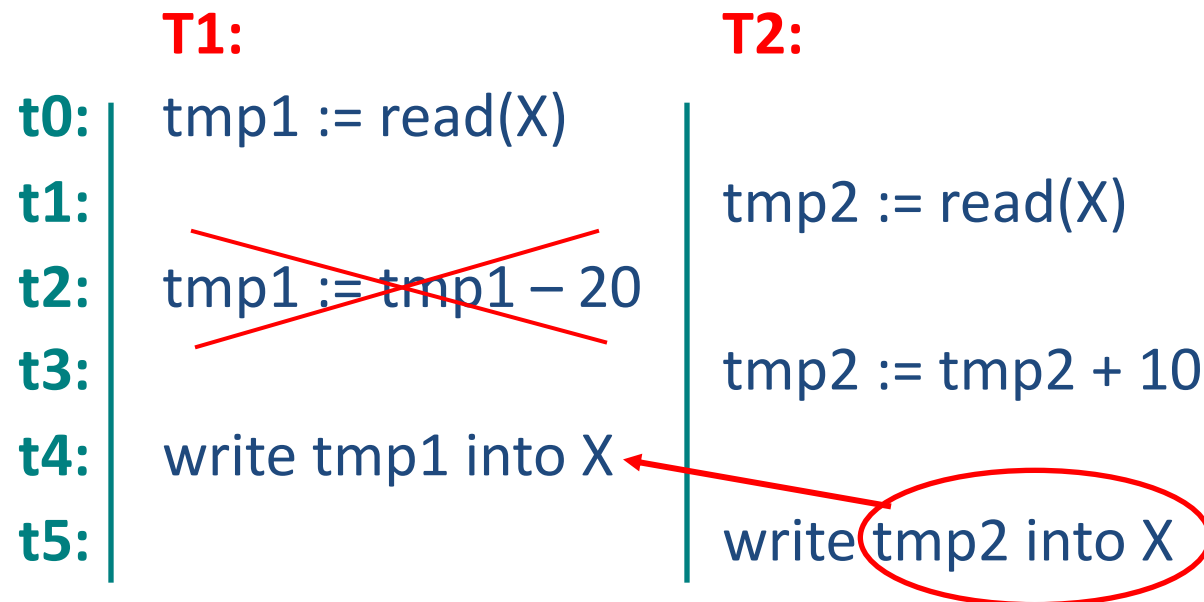 T1: T2:
t0: tmp1 := read(X)
t1: tmp2 := read(X)
t2: tmp1 := tmp1 – 20
t3: tmp2 := tmp2 + 10
t4: write tmp1 into X
t5: write tmp2 into X